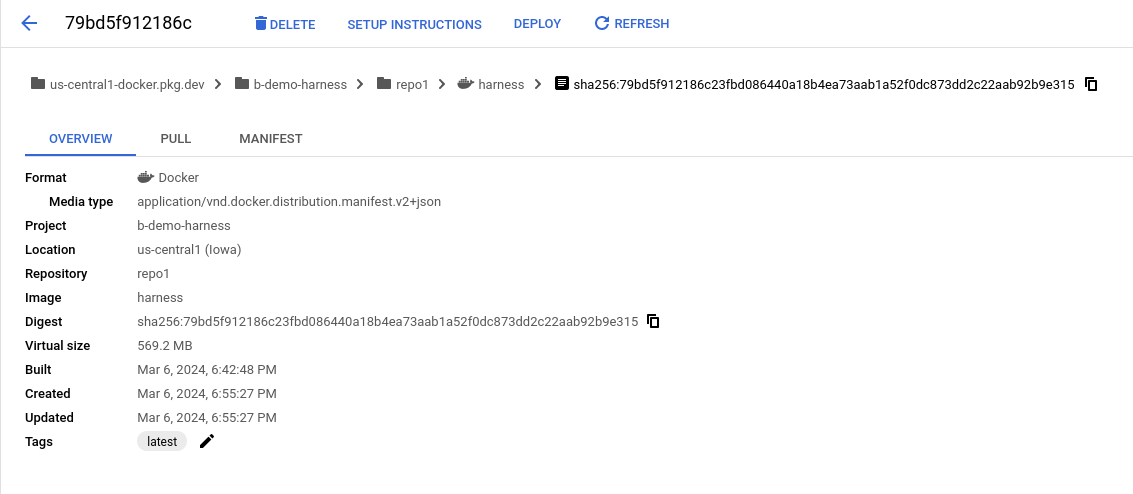 79bd5f912186c DELETE SETUP INSTRUCTIONS DEPLOY REFRESH
us-central1-docker.pkg.dev b-demo-harness repo1 harness sha256:79bd5f912186c23fbd086440a18b4ea73aab1a52f0dc873dd2c22aab92b9e315
OVERVIEW PULL MANIFEST
Format Docker
Media type application/vnd.docker.distribution.manifest.v2+json
Project b-demo-harness
Location us-central1 (Iowa)
Repository repo1
Image harness
Digest sha256:79bd5f912186c23fbd086440a18b4ea73aab1a52f0dc873dd2c22aab92b9e315
Virtual size 569.2 MB
Built Mar 6, 2024, 6:42:48 PM
Created Mar 6, 2024, 6:55:27 PM
Updated Mar 6, 2024, 6:55:27 PM
Tags latest